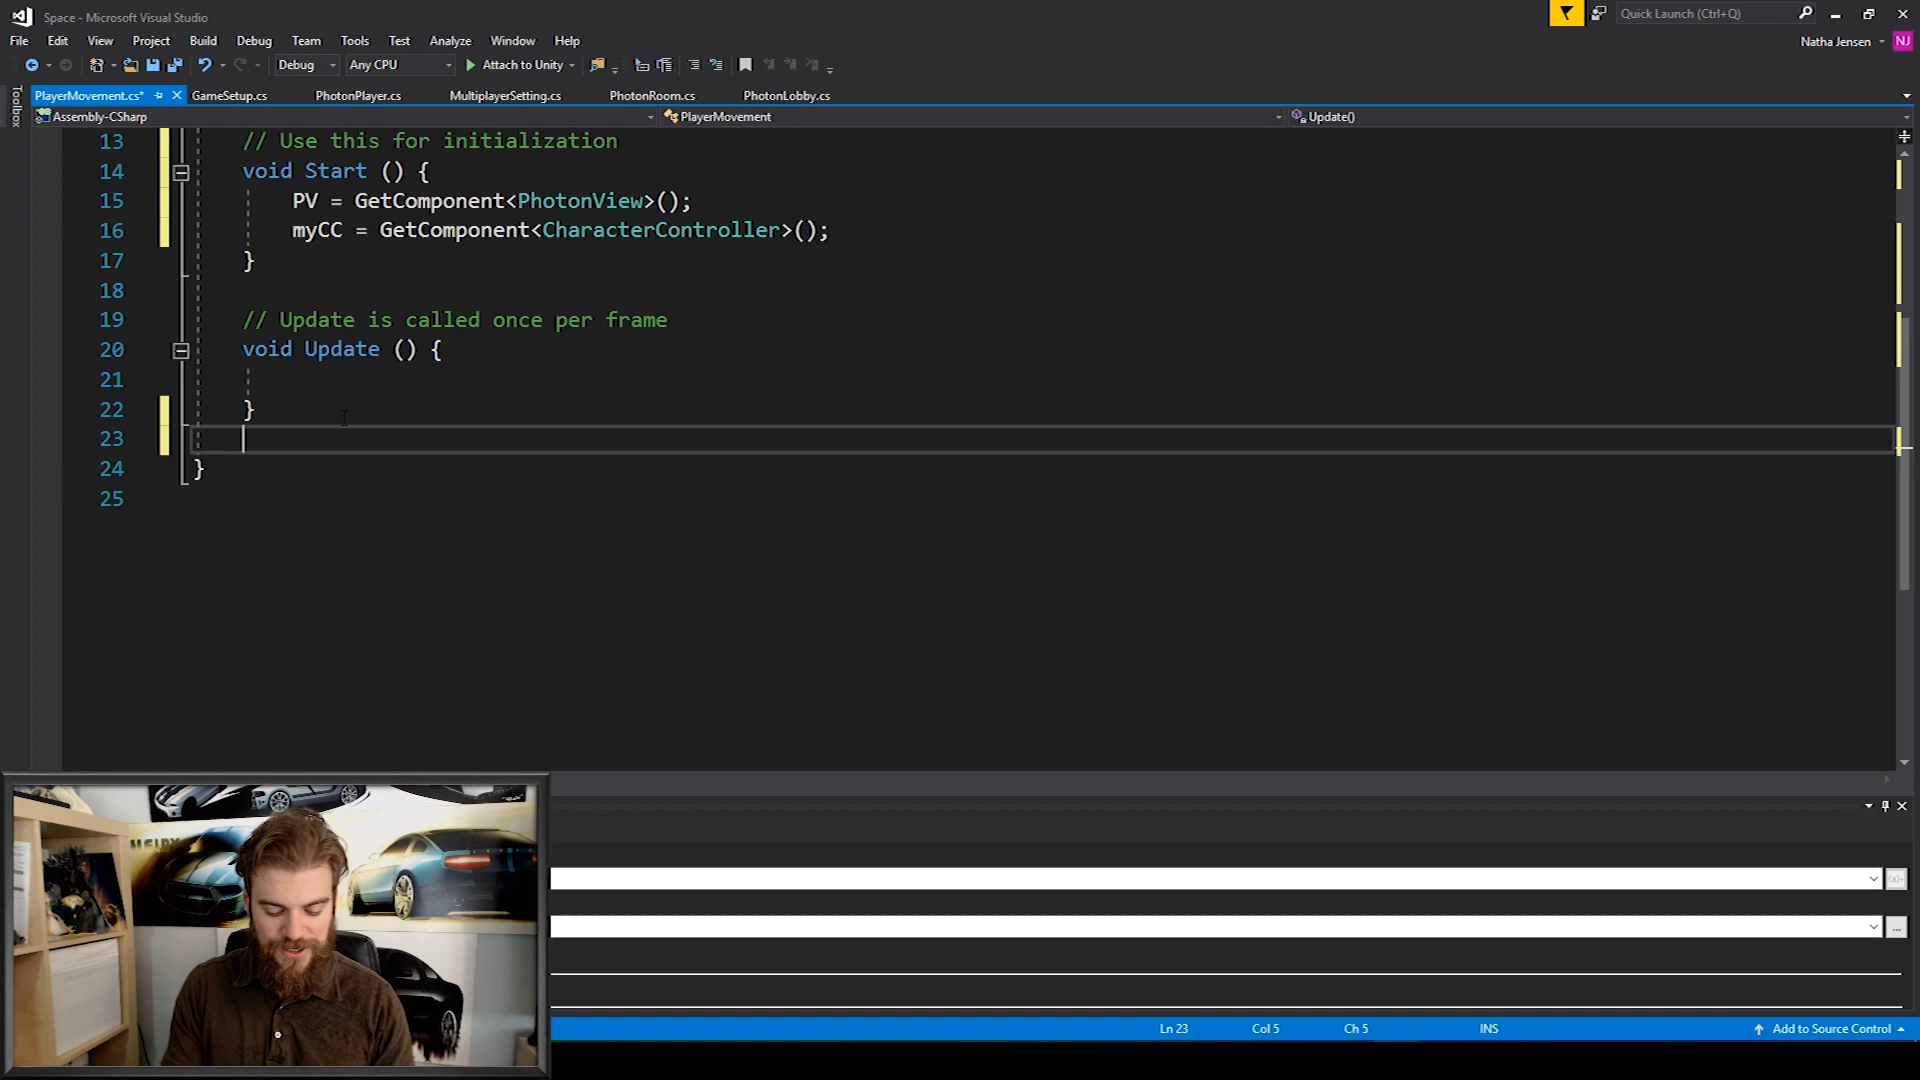 Space - Microsoft Visual Studio
Quick Launch (Ctrl+Q)
File Edit View Project Build Debug Team Tools Test Analyze Window Help
Natha Jensen NJ
Debug Any CPU Attach to Unity
Toolbox
PlayerMovement.cs* GameSetup.cs PhotonPlayer.cs MultiplayerSetting.cs PhotonRoom.cs PhotonLobby.cs
Assembly-CSharp PlayerMovement Update()
13 // Use this for initialization
14 void Start () {
15 PV = GetComponent<PhotonView>();
16 myCC = GetComponent<CharacterController>();
17 }
18
19 // Update is called once per frame
20 void Update () {
21
22 }
23
24 }
25
...
Ln 23 Col 5 Ch 5 INS Add to Source Control